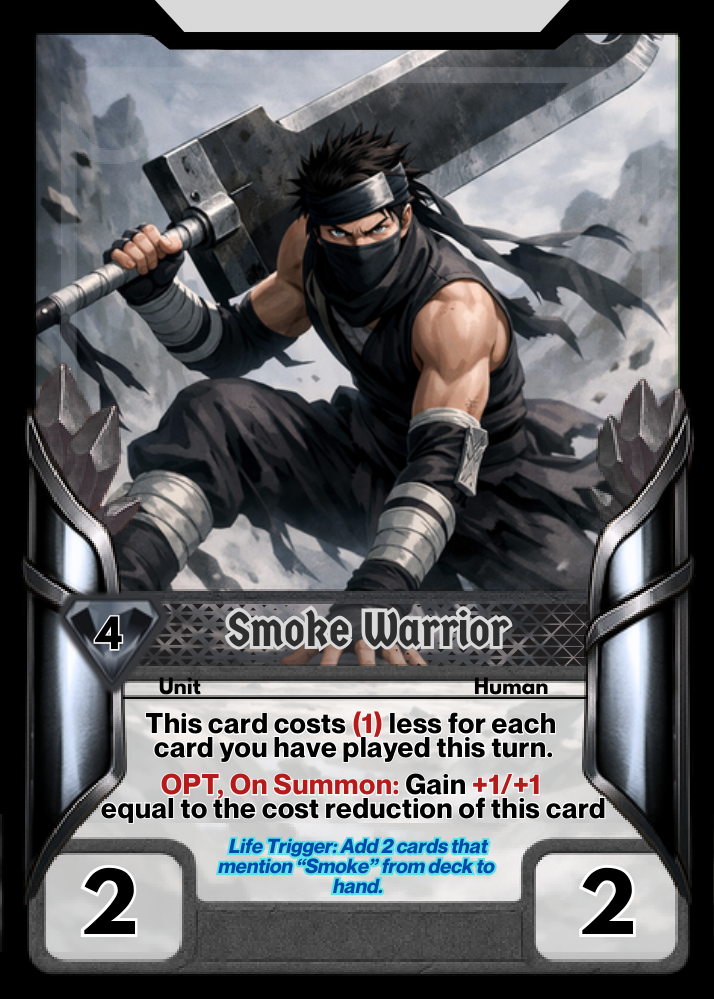 4
Smoke Warrior
Unit Human
This card costs (1) less for each
card you have played this turn.
OPT, On Summon: Gain +1/+1
equal to the cost reduction of this card
Life Trigger: Add 2 cards that
mention “Smoke” from deck to
hand.
2 2